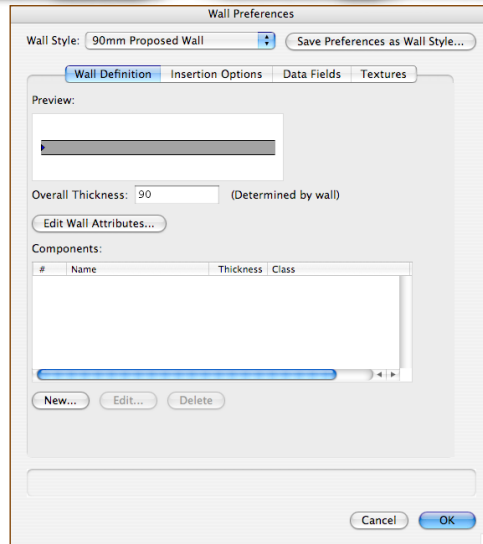 Wall Preferences
Wall Style: 90mm Proposed Wall Save Preferences as Wall Style...
Wall Definition Insertion Options Data Fields Textures
Preview:
Overall Thickness: 90 (Determined by wall)
Edit Wall Attributes...
Components:
# Name Thickness Class
New... Edit... Delete
Cancel OK